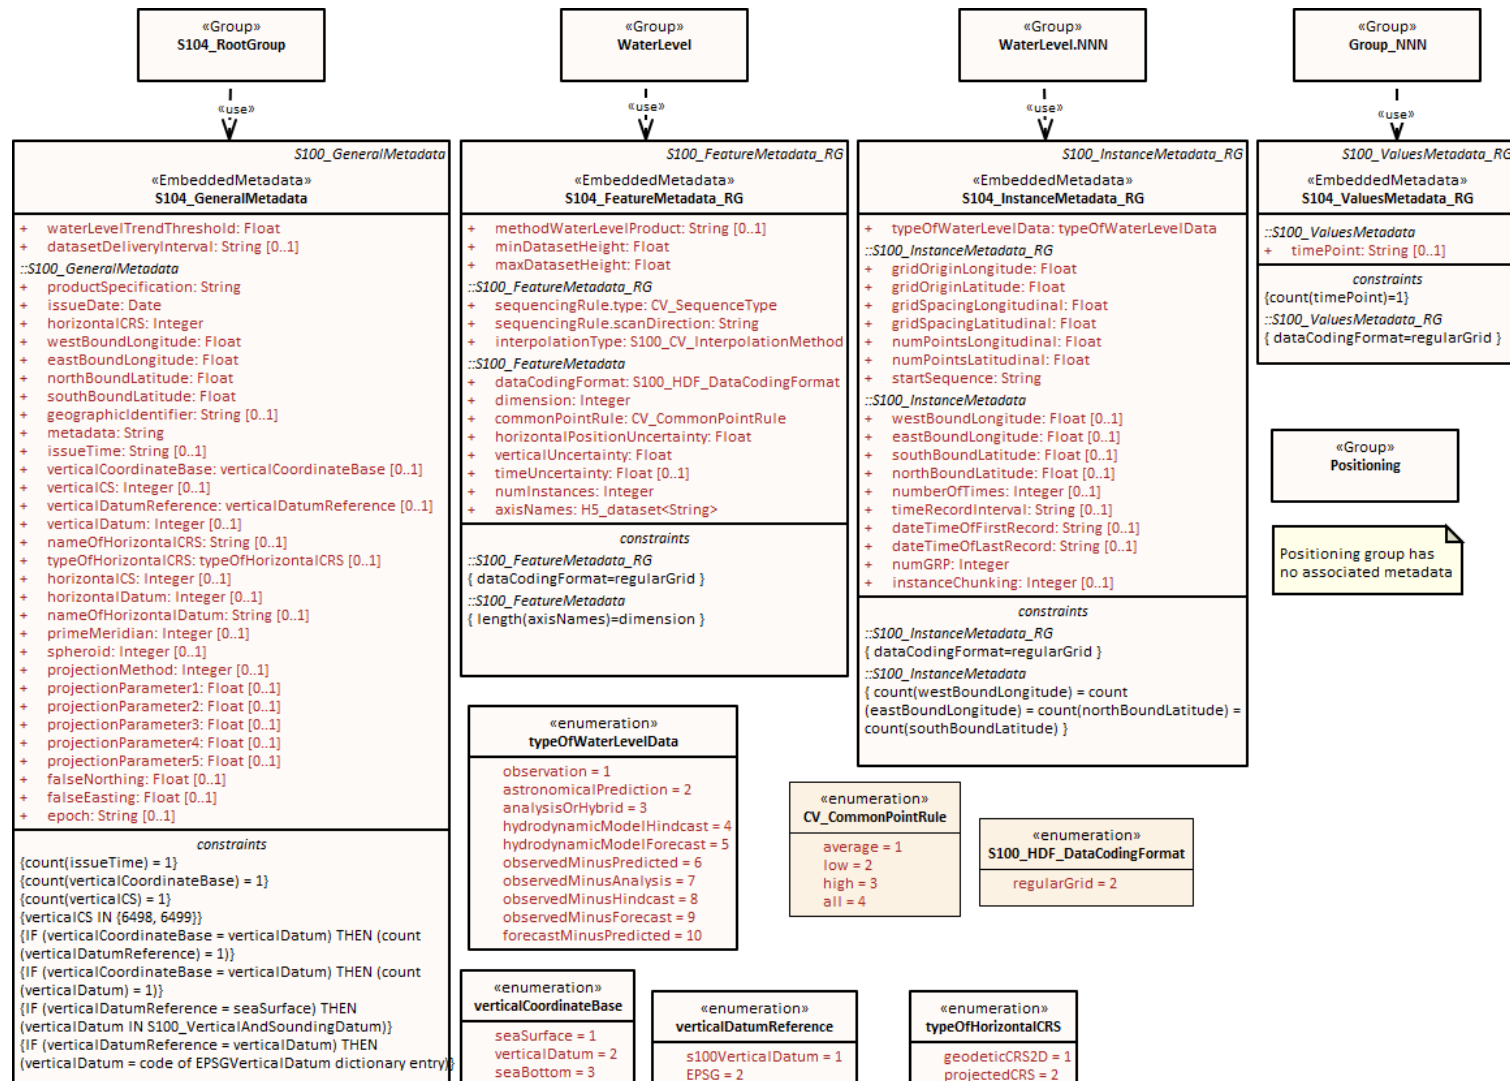 «Group»
S104_RootGroup
«use»
S100_GeneralMetadata
«EmbeddedMetadata»
S104_GeneralMetadata
+ waterLevelTrendThreshold: Float
+ datasetDeliveryInterval: String [0..1]
::S100_GeneralMetadata
+ productSpecification: String
+ issueDate: Date
+ horizontalCRS: Integer
+ westBoundLongitude: Float
+ eastBoundLongitude: Float
+ northBoundLatitude: Float
+ southBoundLatitude: Float
+ geographicIdentifier: String [0..1]
+ metadata: String
+ issueTime: String [0..1]
+ verticalCoordinateBase: verticalCoordinateBase [0..1]
+ verticalCS: Integer [0..1]
+ verticalDatumReference: verticalDatumReference [0..1]
+ verticalDatum: Integer [0..1]
+ nameOfHorizontalCRS: String [0..1]
+ typeOfHorizontalCRS: typeOfHorizontalCRS [0..1]
+ horizontalCS: Integer [0..1]
+ horizontalDatum: Integer [0..1]
+ nameOfHorizontalDatum: String [0..1]
+ primeMeridian: Integer [0..1]
+ spheroid: Integer [0..1]
+ projectionMethod: Integer [0..1]
+ projectionParameter1: Float [0..1]
+ projectionParameter2: Float [0..1]
+ projectionParameter3: Float [0..1]
+ projectionParameter4: Float [0..1]
+ projectionParameter5: Float [0..1]
+ falseNorthing: Float [0..1]
+ falseEasting: Float [0..1]
+ epoch: String [0..1]
constraints
{count(issueTime) = 1}
{count(verticalCoordinateBase) = 1}
{count(verticalCS) = 1}
{verticalCS IN {6498, 6499}}
{IF (verticalCoordinateBase = verticalDatum) THEN (count
(verticalDatumReference) = 1)}
{IF (verticalCoordinateBase = verticalDatum) THEN (count
(verticalDatum) = 1)}
{IF (verticalDatumReference = seaSurface) THEN
(verticalDatum IN S100_VerticalAndSoundingDatum)}
{IF (verticalDatumReference = verticalDatum) THEN
(verticalDatum = code of EPSGVerticalDatum dictionary entry)}
«Group»
WaterLevel
«use»
S100_FeatureMetadata_RG
«EmbeddedMetadata»
S104_FeatureMetadata_RG
+ methodWaterLevelProduct: String [0..1]
+ minDatasetHeight: Float
+ maxDatasetHeight: Float
::S100_FeatureMetadata_RG
+ sequencingRule.type: CV_SequenceType
+ sequencingRule.scanDirection: String
+ interpolationType: S100_CV_InterpolationMethod
::S100_FeatureMetadata
+ dataCodingFormat: S100_HDF_DataCodingFormat
+ dimension: Integer
+ commonPointRule: CV_CommonPointRule
+ horizontalPositionUncertainty: Float
+ verticalUncertainty: Float
+ timeUncertainty: Float [0..1]
+ numInstances: Integer
+ axisNames: H5_dataset<String>
constraints
::S100_FeatureMetadata_RG
{ dataCodingFormat=regularGrid }
::S100_FeatureMetadata
{ length(axisNames)=dimension }
«Group»
WaterLevel.NNN
«use»
S100_InstanceMetadata_RG
«EmbeddedMetadata»
S104_InstanceMetadata_RG
+ typeOfWaterLevelData: typeOfWaterLevelData
::S100_InstanceMetadata_RG
+ gridOriginLongitude: Float
+ gridOriginLatitude: Float
+ gridSpacingLongitudinal: Float
+ gridSpacingLatitudinal: Float
+ numPointsLongitudinal: Float
+ numPointsLatitudinal: Float
+ startSequence: String
::S100_InstanceMetadata
+ westBoundLongitude: Float [0..1]
+ eastBoundLongitude: Float [0..1]
+ southBoundLatitude: Float [0..1]
+ northBoundLatitude: Float [0..1]
+ numberOfTimes: Integer [0..1]
+ timeRecordInterval: String [0..1]
+ dateTimeOfFirstRecord: String [0..1]
+ dateTimeOfLastRecord: String [0..1]
+ numGRP: Integer
+ instanceChunking: Integer [0..1]
constraints
::S100_InstanceMetadata_RG
{ dataCodingFormat=regularGrid }
::S100_InstanceMetadata
{ count(westBoundLongitude) = count
(eastBoundLongitude) = count(northBoundLatitude) =
count(southBoundLatitude) }
«Group»
Group_NNN
«use»
S100_ValuesMetadata_RG
«EmbeddedMetadata»
S104_ValuesMetadata_RG
::S100_ValuesMetadata
+ timePoint: String [0..1]
constraints
{count(timePoint)=1}
::S100_ValuesMetadata_RG
{ dataCodingFormat=regularGrid }
«Group»
Positioning
Positioning group has
no associated metadata
«enumeration»
typeOfWaterLevelData
observation = 1
astronomicalPrediction = 2
analysisOrHybrid = 3
hydrodynamicModelHindcast = 4
hydrodynamicModelForecast = 5
observedMinusPredicted = 6
observedMinusAnalysis = 7
observedMinusHindcast = 8
observedMinusForecast = 9
forecastMinusPredicted = 10
«enumeration»
CV_CommonPointRule
average = 1
low = 2
high = 3
all = 4
«enumeration»
S100_HDF_DataCodingFormat
regularGrid = 2
«enumeration»
verticalCoordinateBase
seaSurface = 1
verticalDatum = 2
seaBottom = 3
«enumeration»
verticalDatumReference
s100VerticalDatum = 1
EPSG = 2
«enumeration»
typeOfHorizontalCRS
geodeticCRS2D = 1
projectedCRS = 2